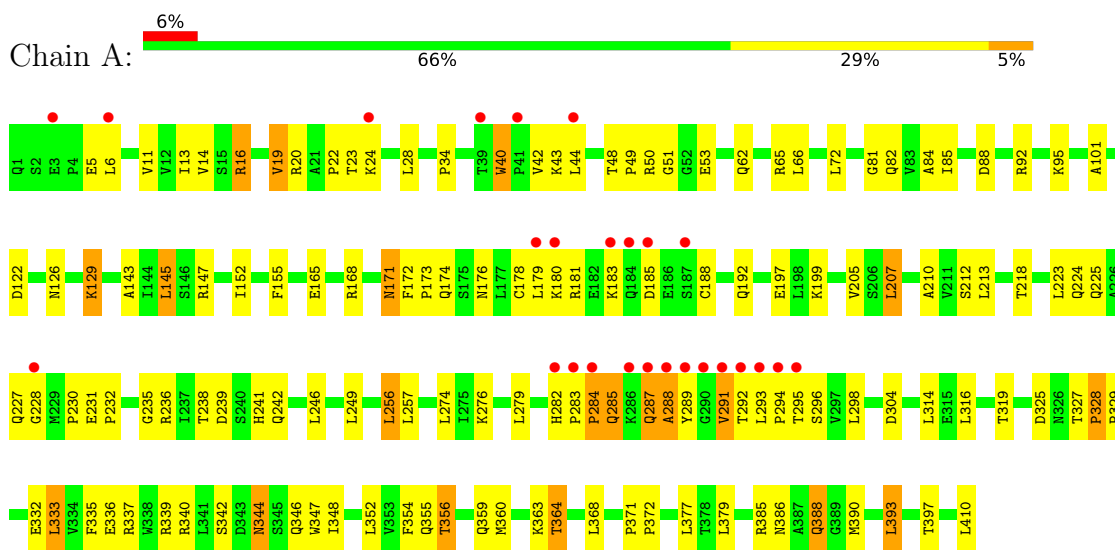 6%
Chain A:
66% 29% 5%
Q1 S2 E3 P4 E5 L6 V11 V12 I13 V14 S15 R16 V19 R20 A21 P22 T23 K24 L28 P34 T39 W40 P41 V42 K43 L44 T48 P49 R50 G51 G52 E53 Q62 R65 L66 L72 G81 Q82 V83 A84 I85 D88 R92 K95 A101
D122 N126 K129 A143 I144 L145 S146 R147 I152 F155 E165 R168 N171 F172 P173 Q174 S175 N176 L177 C178 L179 K180 R181 E182 K183 Q184 D185 E186 S187 C188 Q192 E197 L198 K199 V205 S206 L207 A210 V211 S212 L213 T218 L223 Q224 Q225 A226
Q227 G228 M229 P230 E231 P232 G235 R236 I237 T238 D239 S240 H241 Q242 L246 L249 L256 L257 L274 I275 K276 L279 H282 P283 P284 Q285 K286 Q287 A288 Y289 G290 V291 T292 L293 P294 T295 S296 V297 L298 D304 L314 E315 L316 T319 D325 N326 T327 P328
E332 L333 V334 F335 E336 R337 W338 R339 R340 L341 S342 D343 N344 S345 Q346 W347 I348 L352 V353 F354 Q355 T356 Q359 M360 K363 T364 L368 P371 P372 L377 T378 L379 R385 N386 A387 Q388 G389 M390 L393 T397 L410